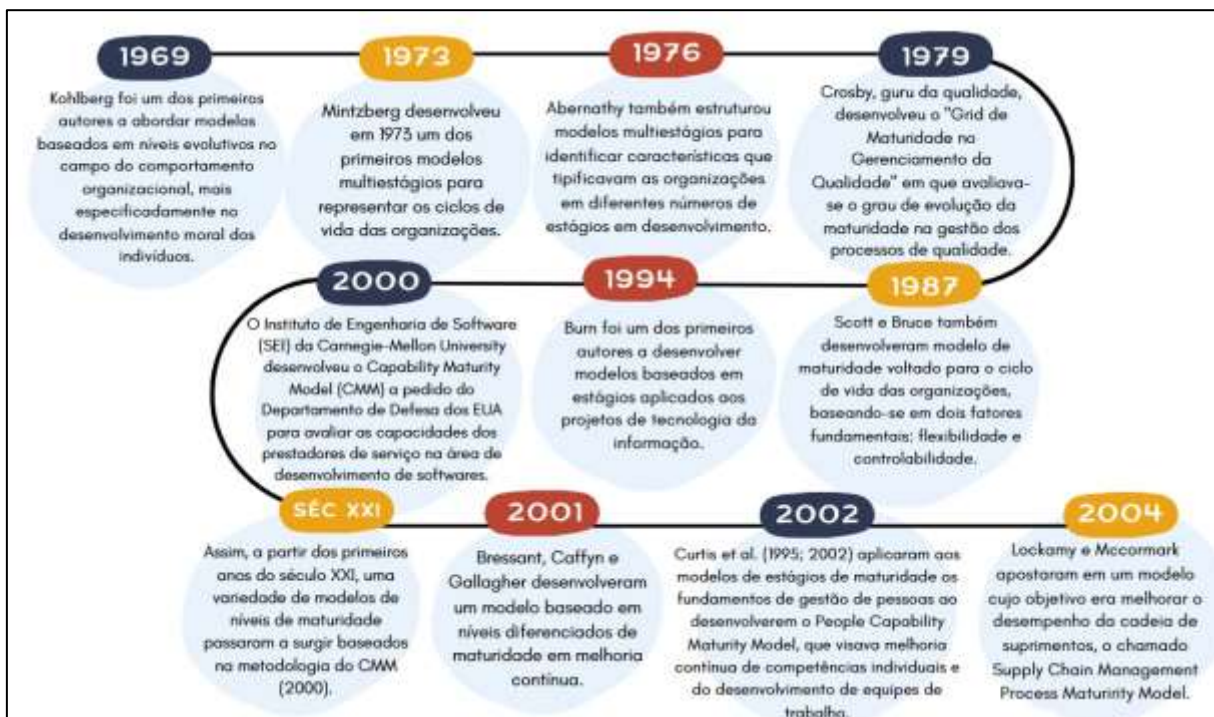 1969
Kohlberg foi um dos primeiros
autores a abordar modelos
baseados em níveis evolutivos no
campo do comportamento
organizacional, mais
especificadamente no
desenvolvimento moral dos
indivíduos.
1973
Mintzberg desenvolveu
em 1973 um dos
primeiros modelos
multiestágios para
representar os ciclos de
vida das organizações.
1976
Abernathy também estruturou
modelos multiestágios para
identificar características que
tipificavam as organizações
em diferentes números de
estágios em desenvolvimento.
1979
Crosby, guru da qualidade,
desenvolveu o "Grid de
Maturidade no
Gerenciamento da
Qualidade" em que avaliava-
se o grau de evolução da
maturidade na gestão dos
processos de qualidade.
2000
O Instituto de Engenharia de Software
(SEI) da Carnegie-Mellon University
desenvolveu o Capability Maturity
Model (CMM) a pedido do
Departamento de Defesa dos EUA
para avaliar as capacidades dos
prestadores de serviço na área de
desenvolvimento de softwares.
1994
Burn foi um dos primeiros
autores a desenvolver
modelos baseados em
estágios aplicados aos
projetos de tecnologia da
informação.
1987
Scott e Bruce também
desenvolveram modelo de
maturidade voltado para o ciclo
de vida das organizações,
baseando-se em dois fatores
fundamentais: flexibilidade e
controlabilidade.
SÉC XXI
Assim, a partir dos primeiros
anos do século XXI, uma
variedade de modelos de
níveis de maturidade
passaram a surgir baseados
na metodologia do CMM
(2000).
2001
Bressant, Caffyn e
Gallagher desenvolveram
um modelo baseado em
níveis diferenciados de
maturidade em melhoria
contínua.
2002
Curtis et al. (1995; 2002) aplicaram aos
modelos de estágios de maturidade os
fundamentos de gestão de pessoas ao
desenvolverem o People Capability
Maturity Model, que visava melhoria
contínua de competências individuais e
do desenvolvimento de equipes de
trabalho.
2004
Lockamy e Mccormark
apostaram em um modelo
cujo objetivo era melhorar o
desempenho da cadeia de
suprimentos, o chamado
Supply Chain Management
Process Maturinty Model.